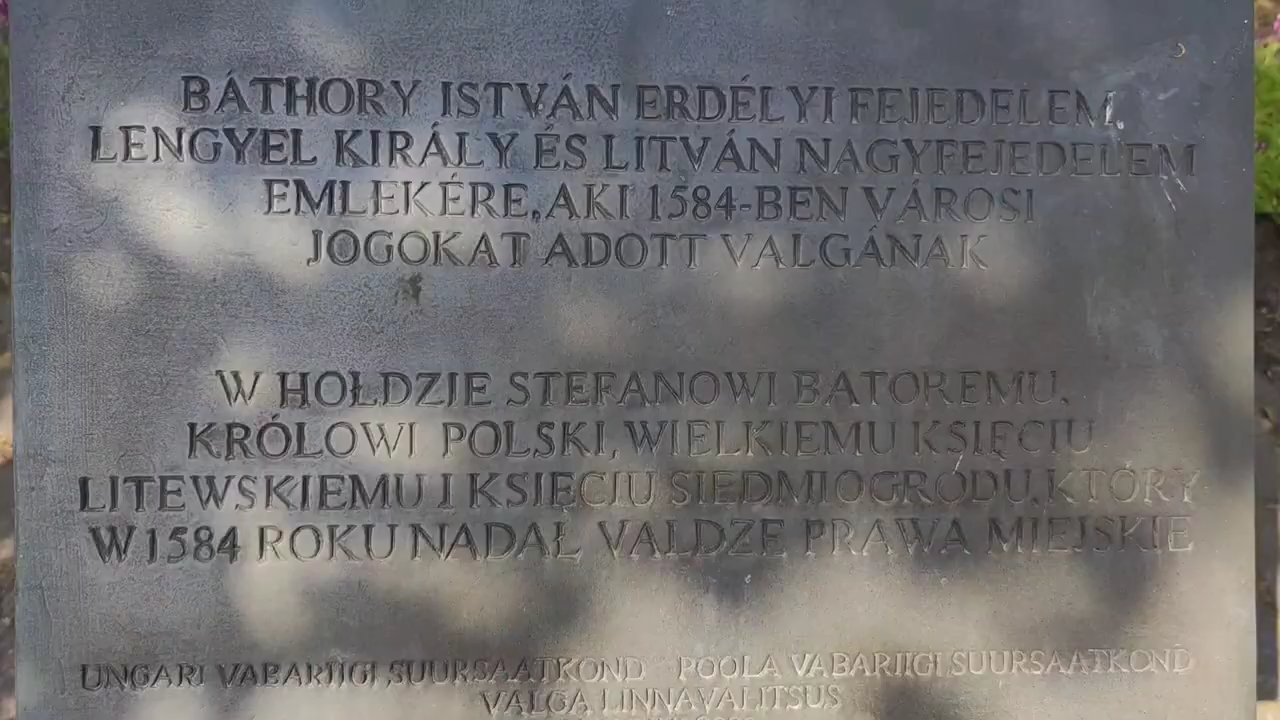 BÁTHORY ISTVÁN ERDÉLYI FEJEDELEM,
LENGYEL KIRÁLY ÉS LITVÁN NAGYFEJEDELEM
EMLEKÉRE, AKI 1584-BEN VÁROSI
JOGOKAT ADOTT VALGÁNAK
W HOŁDZIE STEFANOWI BATOREMU,
KRÓLOWI POLSKI, WIELKIEMU KSIĘCIU
LITEWSKIEMU I KSIĘCIU SIEDMIOGRÓDU, KTÓRY
W 1584 ROKU NADAŁ VALDZE PRAWA MIEJSKIE
UNGARI VABARIIGI SUURSAATKOND POOLA VABARIIGI SUURSAATKOND
VALGA LINNAVALITSUS